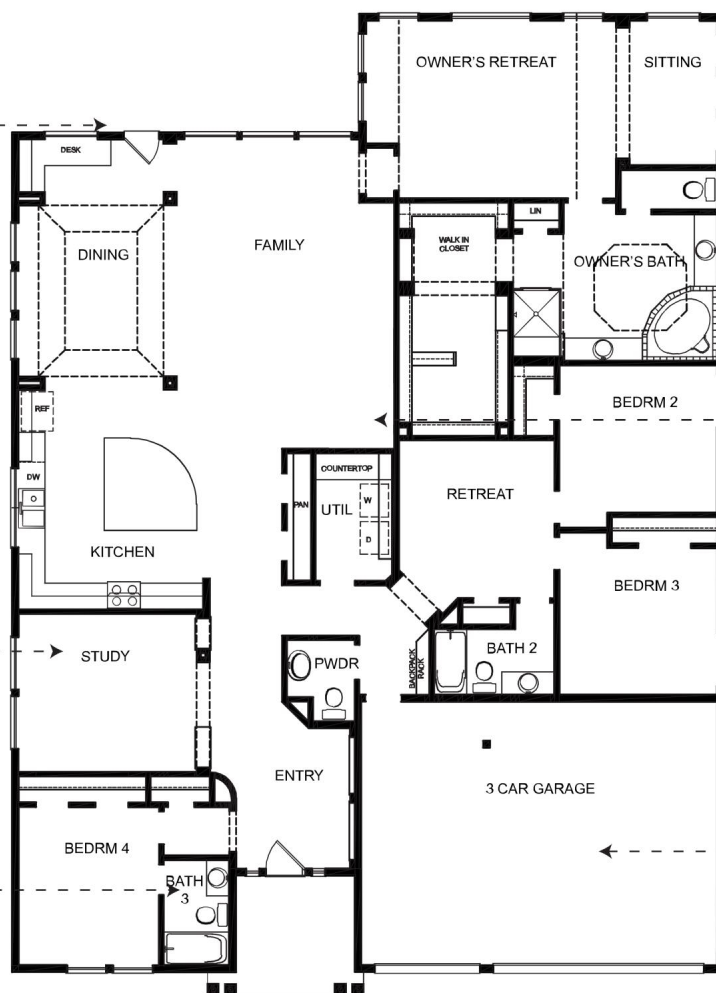 OWNER'S RETREAT
SITTING
DESK
LIN
DINING
FAMILY
WALK IN
CLOSET
OWNER'S BATH
REF
BEDRM 2
DW
COUNTERTOP
W
PAN
UTIL
RETREAT
D
KITCHEN
BEDRM 3
STUDY
PWDR
BACKPACK
RACK
BATH 2
ENTRY
3 CAR GARAGE
BEDRM 4
BATH
3